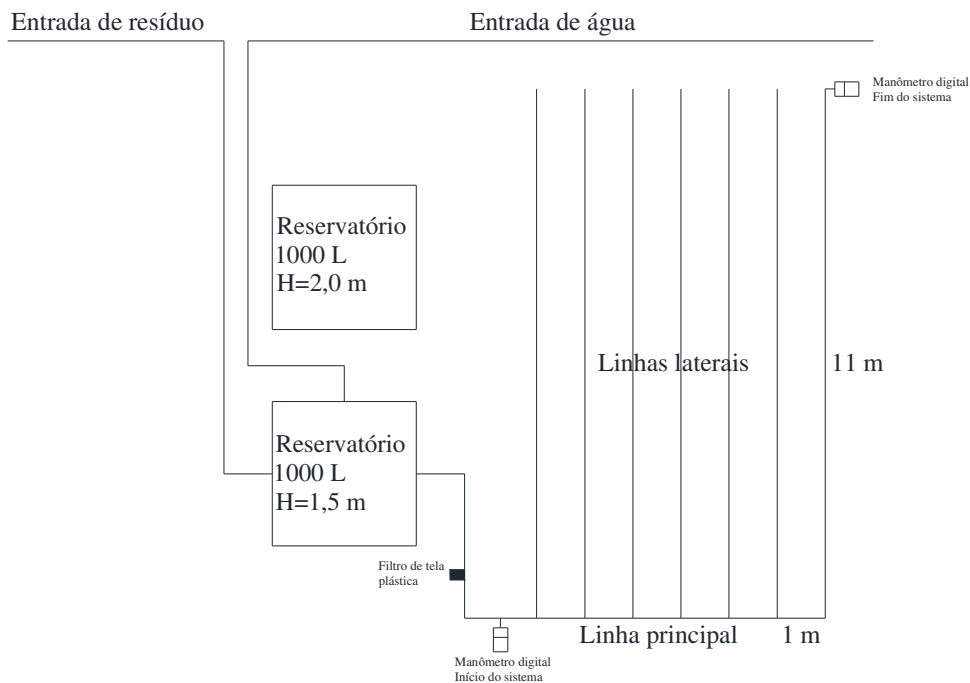 Entrada de resíduo
Entrada de água
Manômetro digital
Fim do sistema
Reservatório
1000 L
H=2,0 m
Linhas laterais
11 m
Reservatório
1000 L
H=1,5 m
Filtro de tela
plástica
Linha principal
1 m
Manômetro digital
Início do sistema